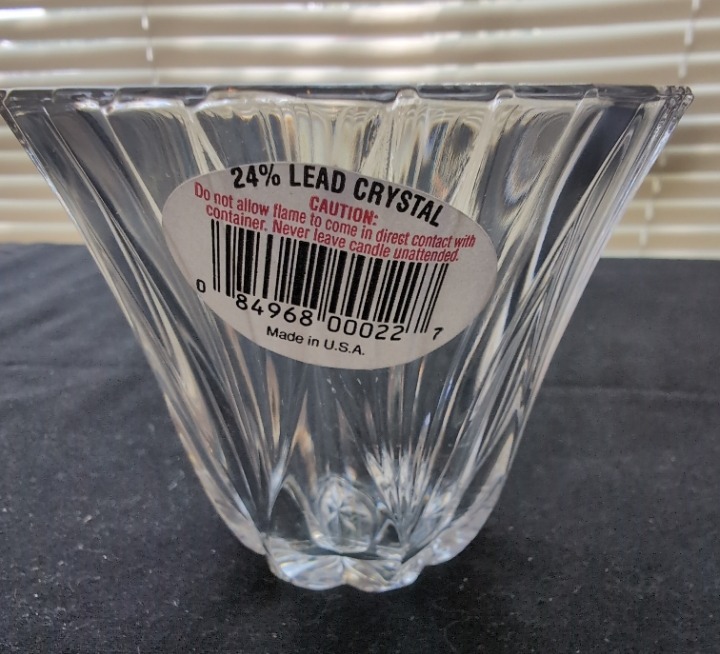 24% LEAD CRYSTAL
CAUTION:
Do not allow flame to come in direct contact with
container. Never leave candle unattended.
0 84968 00022 7
Made in U.S.A.